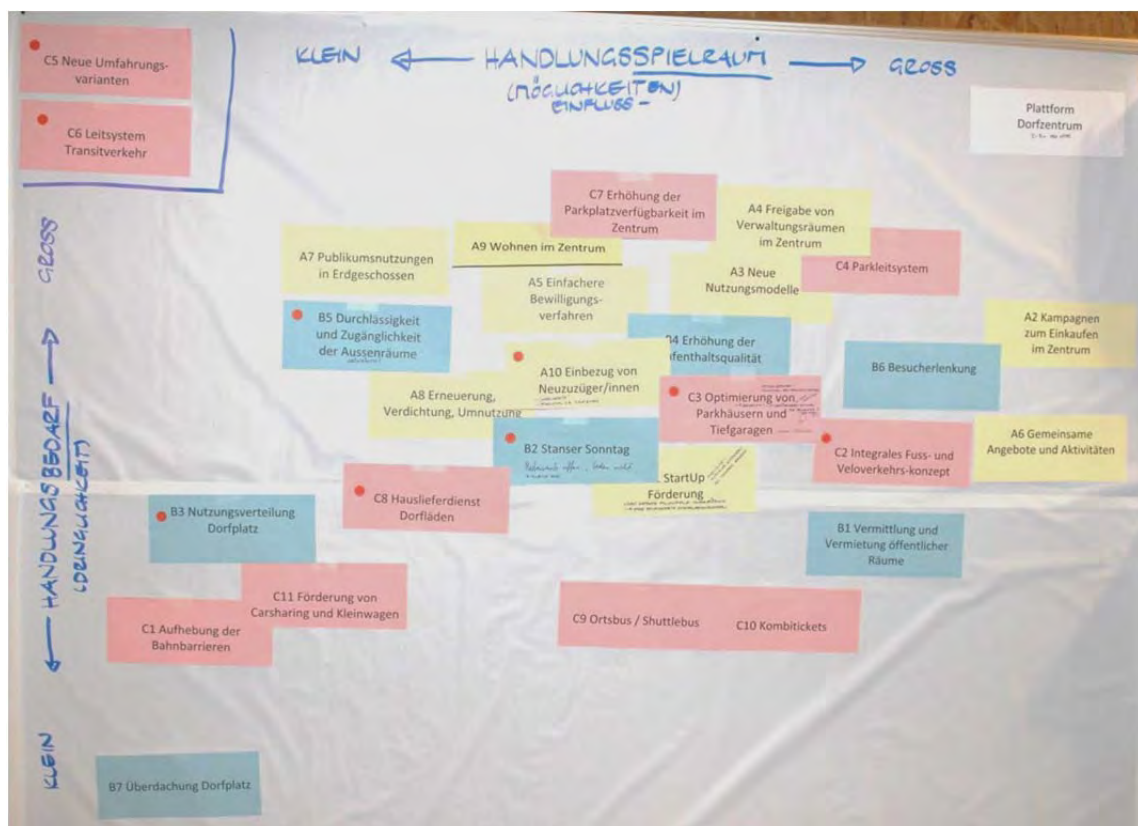 C5 Neue Umfahrungs-
varianten
C6 Leitsystem
Transitverkehr
KLEIN ← HANDLUNGSSPIELRAUM → GROSS
(MÖGLICHKEITEN)
EINFLUSS -
Plattform
Dorfzentrum
GROSS
← HANDLUNGSBEDARF →
(DRINGLICHKEIT)
KLEIN
C7 Erhöhung der
Parkplatzverfügbarkeit im
Zentrum
A4 Freigabe von
Verwaltungsräumen
im Zentrum
A7 Publikumsnutzungen
in Erdgeschossen
A9 Wohnen im Zentrum
C4 Parkleitsystem
A5 Einfachere
Bewilligungs-
verfahren
A3 Neue
Nutzungsmodelle
A2 Kampagnen
zum Einkaufen
im Zentrum
B5 Durchlässigkeit
und Zugänglichkeit
der Aussenräume
B4 Erhöhung der
fenthaltsqualität
B6 Besucherlenkung
A10 Einbezug von
Neuzuzüger/innen
A8 Erneuerung,
Verdichtung, Umnutzung
C3 Optimierung von
Parkhäusern und
Tiefgaragen
B2 Stanser Sonntag
C2 Integrales Fuss- und
Veloverkehrs-konzept
A6 Gemeinsame
Angebote und Aktivitäten
StartUp
Förderung
C8 Hauslieferdienst
Dorfläden
B3 Nutzungsverteilung
Dorfplatz
B1 Vermittlung und
Vermietung öffentlicher
Räume
C11 Förderung von
Carsharing und Kleinwagen
C1 Aufhebung der
Bahnbarrieren
C9 Ortsbus / Shuttlebus
C10 Kombitickets
B7 Überdachung Dorfplatz